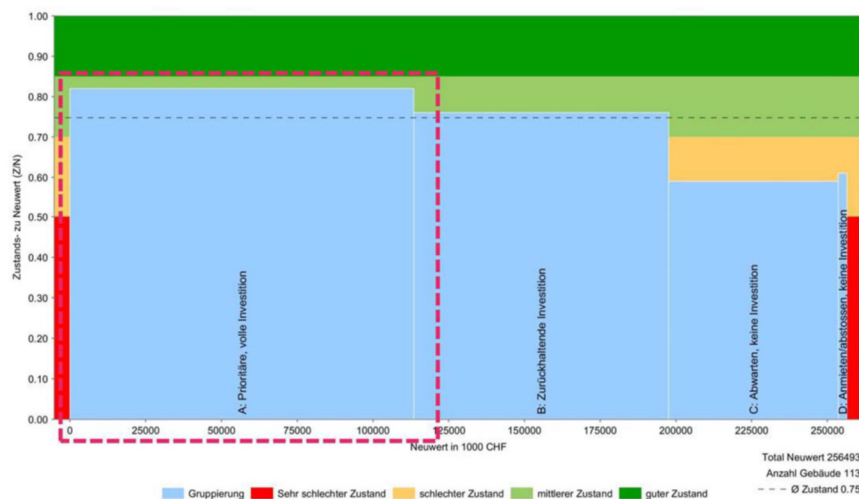 1.00
0.90
0.80
0.70
0.60
0.50
0.40
0.30
0.20
0.10
0.00
Zustands- zu Neuwert (Z/N)
A: Prioritäre, volle Investition
B: Zurückhaltende Investition
C: Abwarten, keine Investition
D: Anmieten/abstossen, keine Investition
0 25000 50000 75000 100000 125000 150000 175000 200000 225000 250000
Neuwert in 1000 CHF
Total Neuwert 256493
Anzahl Gebäude 113
Ø Zustand 0.75
Gruppierung Sehr schlechter Zustand schlechter Zustand mittlerer Zustand guter Zustand